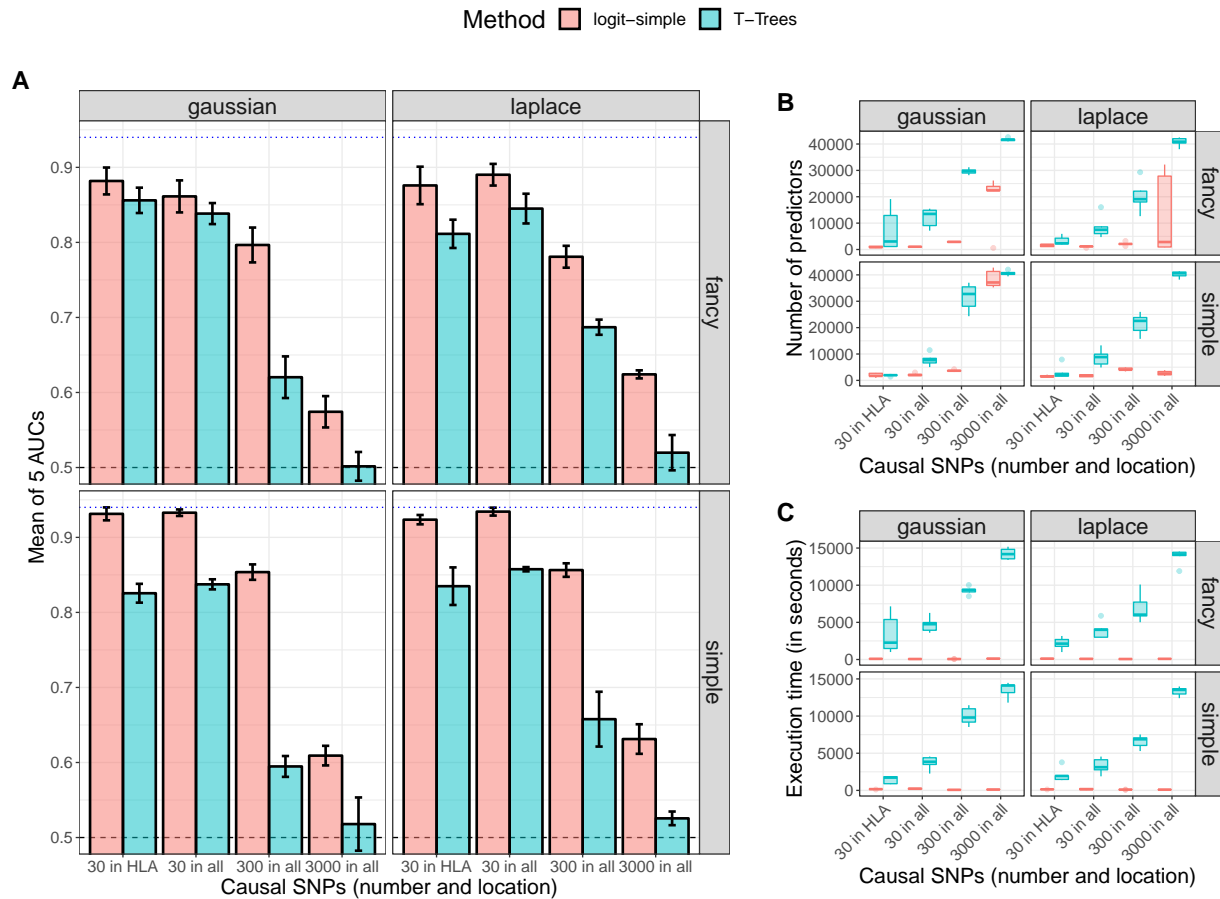 Method logit−simple T−Trees
A
gaussian laplace
fancy
simple
0.9
0.8
0.7
0.6
0.5
0.9
0.8
0.7
0.6
0.5
Mean of 5 AUCs
30 in HLA 30 in all 300 in all 3000 in all 30 in HLA 30 in all 300 in all 3000 in all
Causal SNPs (number and location)
B
gaussian laplace
fancy
simple
40000
30000
20000
10000
0
40000
30000
20000
10000
0
Number of predictors
30 in HLA 30 in all 300 in all 3000 in all 30 in HLA 30 in all 300 in all 3000 in all
Causal SNPs (number and location)
C
gaussian laplace
fancy
simple
15000
10000
5000
0
15000
10000
5000
0
Execution time (in seconds)
30 in HLA 30 in all 300 in all 3000 in all 30 in HLA 30 in all 300 in all 3000 in all
Causal SNPs (number and location)